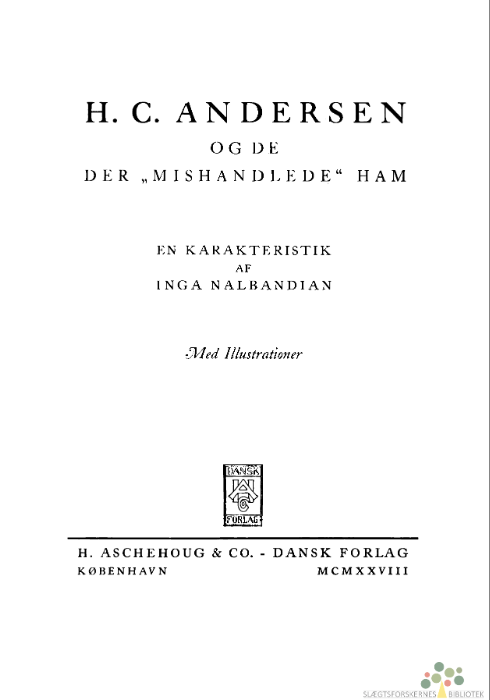 H. C. ANDERSEN
OG DE
DER „MISHANDLEDE“ HAM
EN KARAKTERISTIK
AF
INGA NALBANDIAN
Med Illustrationer
DANSK
FORLAG
H. ASCHEHOUG & CO. - DANSK FORLAG
KØBENHAVN MCMXXVIII
SLÆGTSFORSKERNES BIBLIOTEK